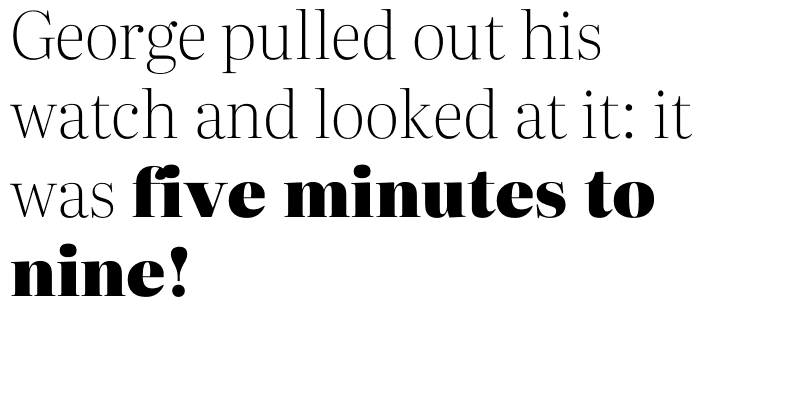 George pulled out his
watch and looked at it: it
was five minutes to
nine!